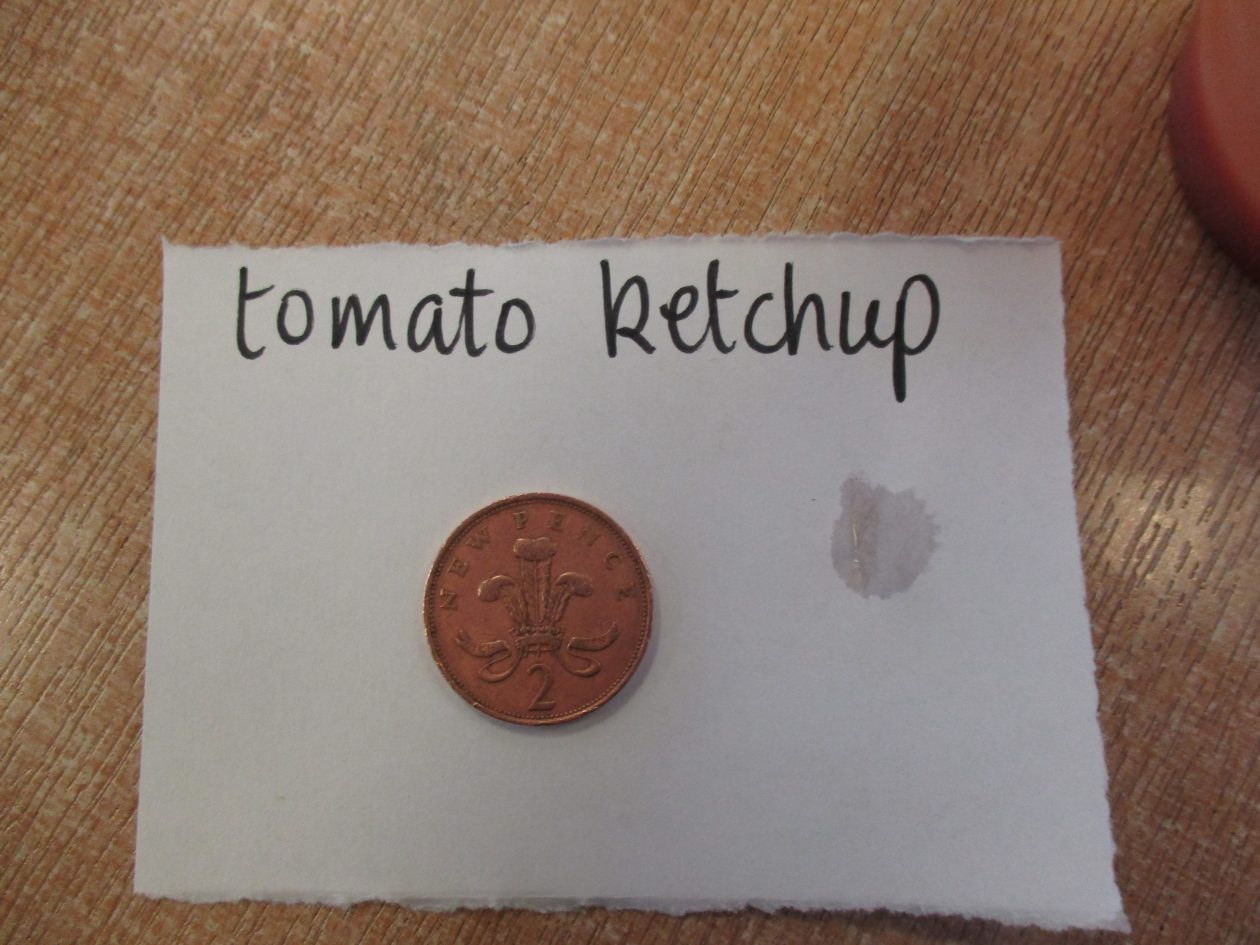 tomato ketchup
NEW PENCE
2